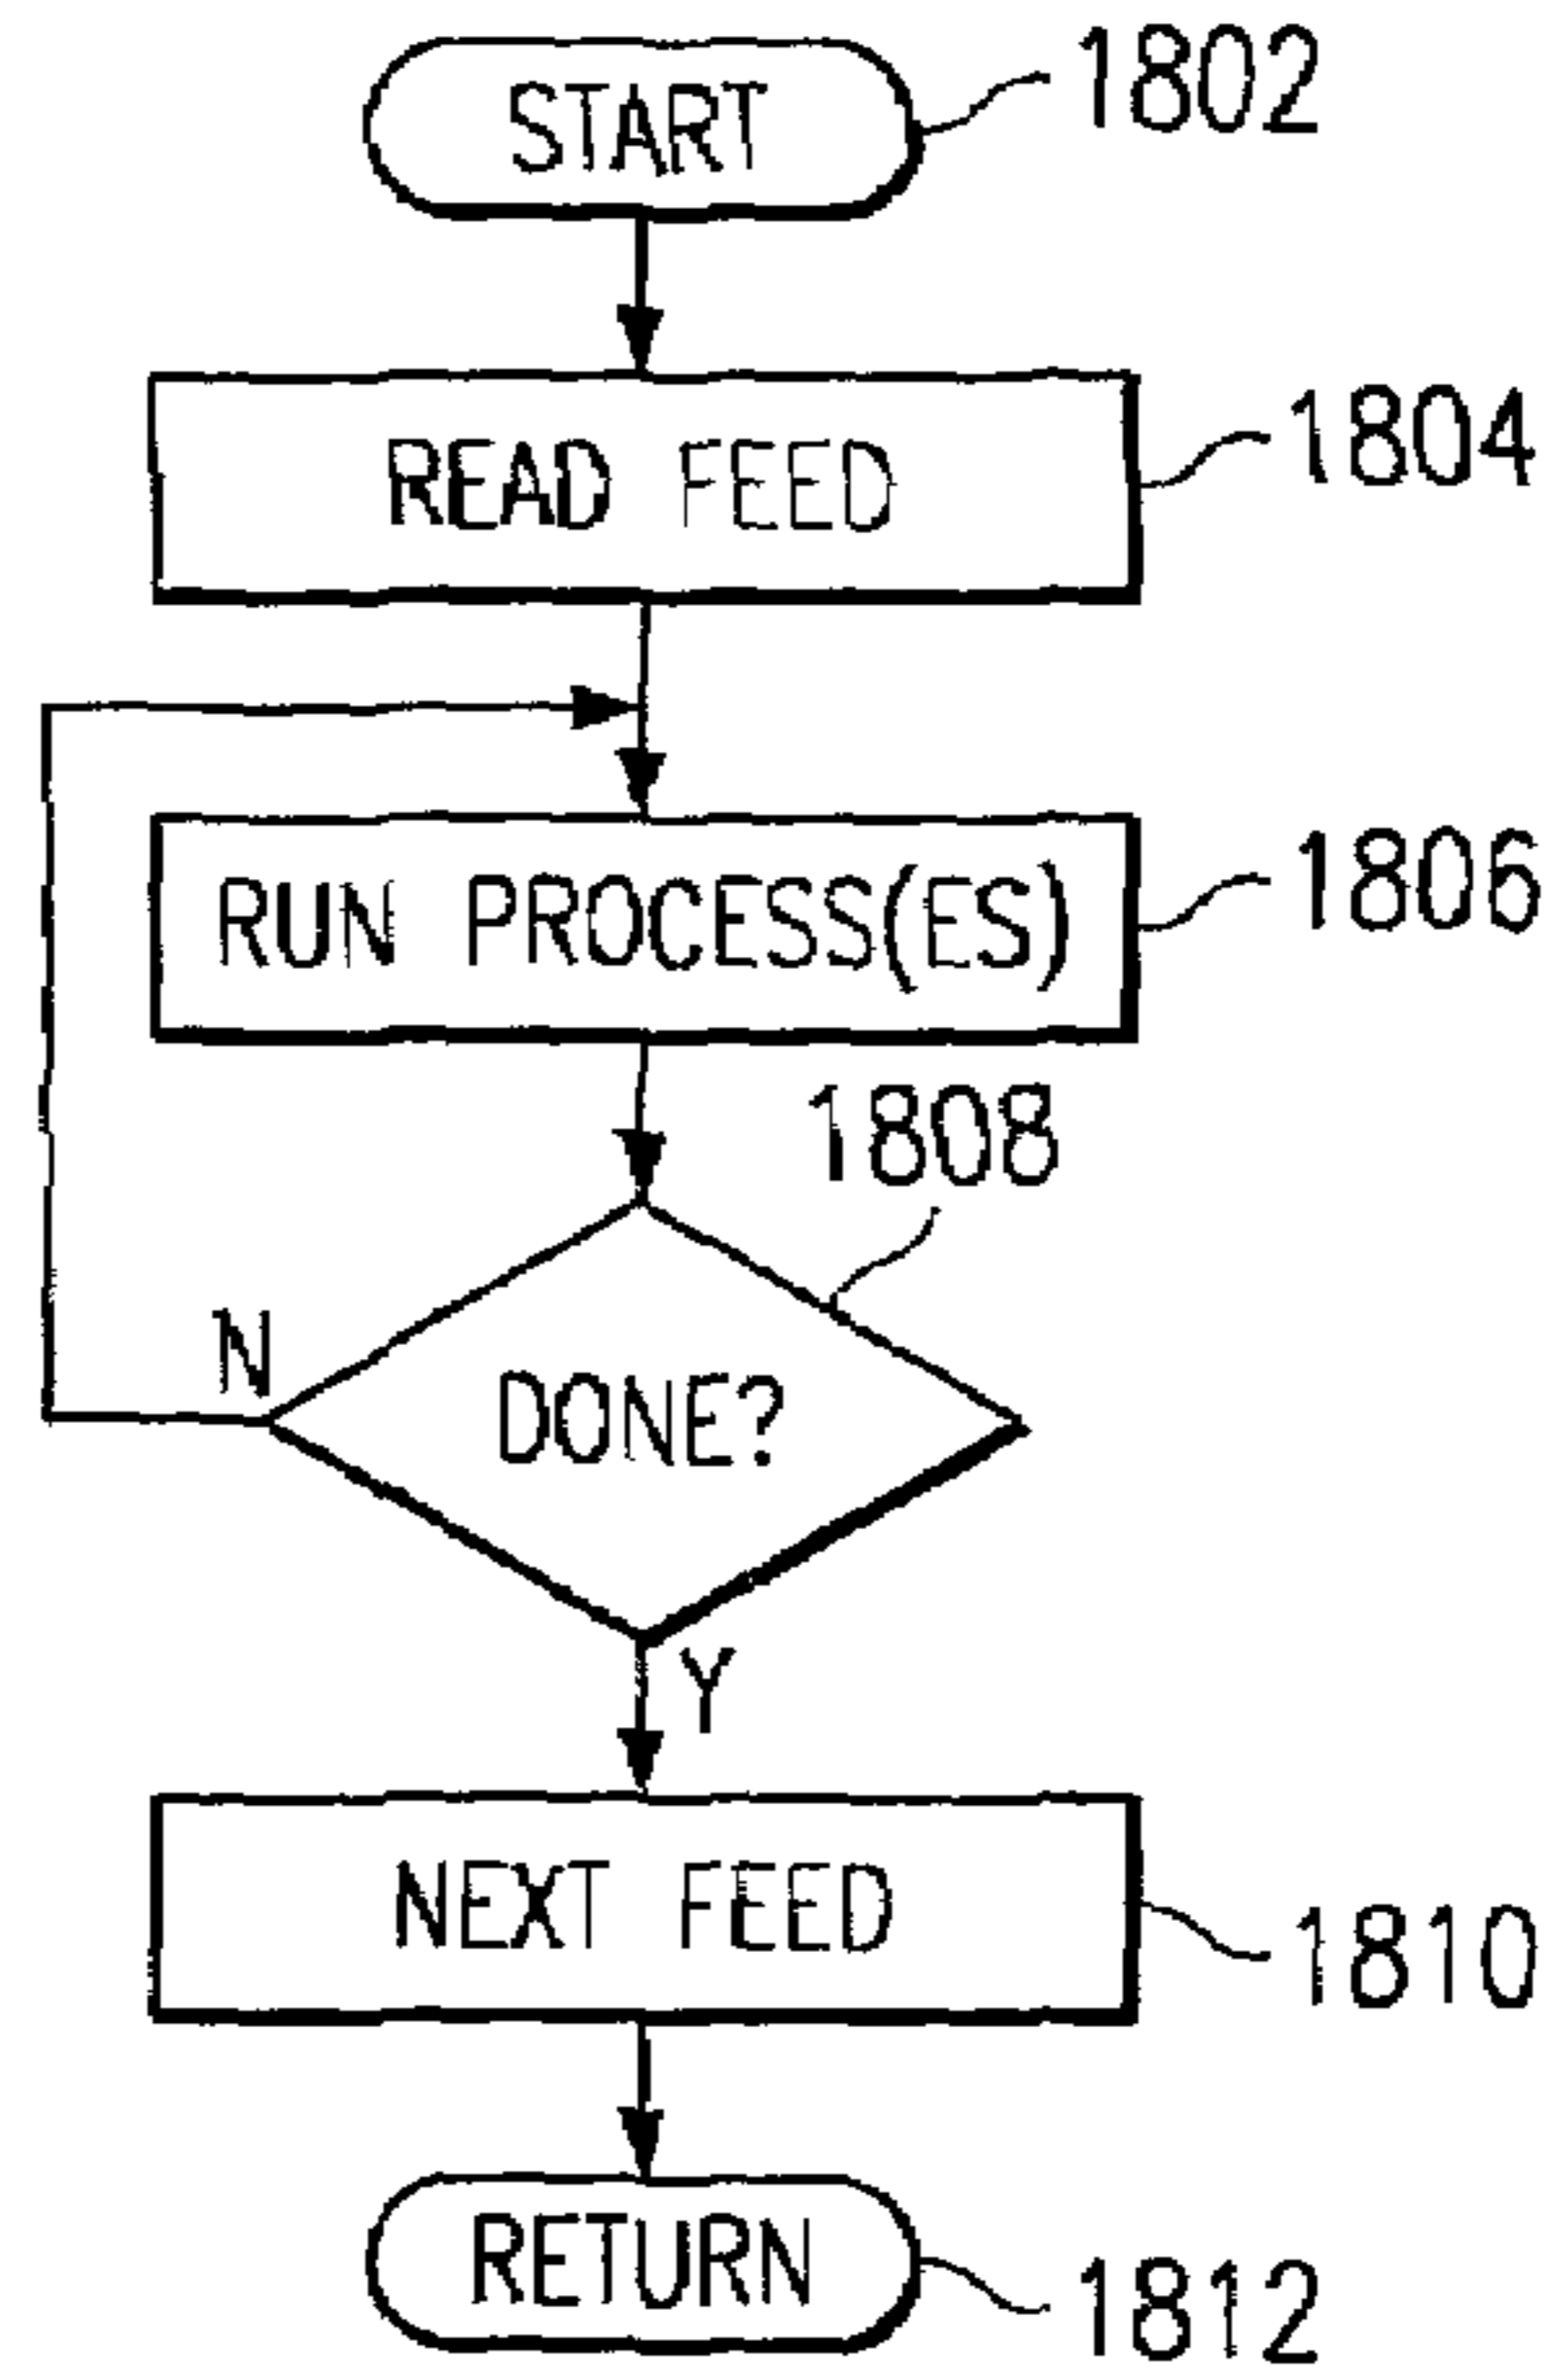 START 1802
READ FEED 1804
RUN PROCESS(ES) 1806
1808
N
DONE?
Y
NEXT FEED 1810
RETURN 1812